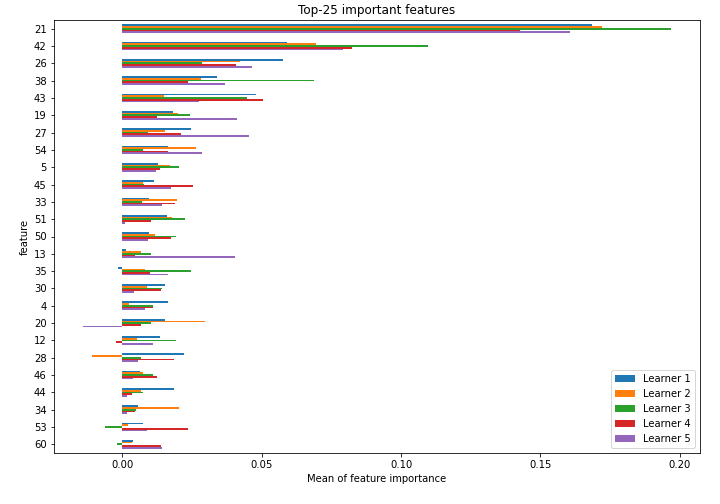 Top-25 important features
21
42
26
38
43
19
27
54
5
45
33
51
50
13
35
30
4
20
12
28
46
44
34
53
60
feature
Learner 1
Learner 2
Learner 3
Learner 4
Learner 5
0.00 0.05 0.10 0.15 0.20
Mean of feature importance